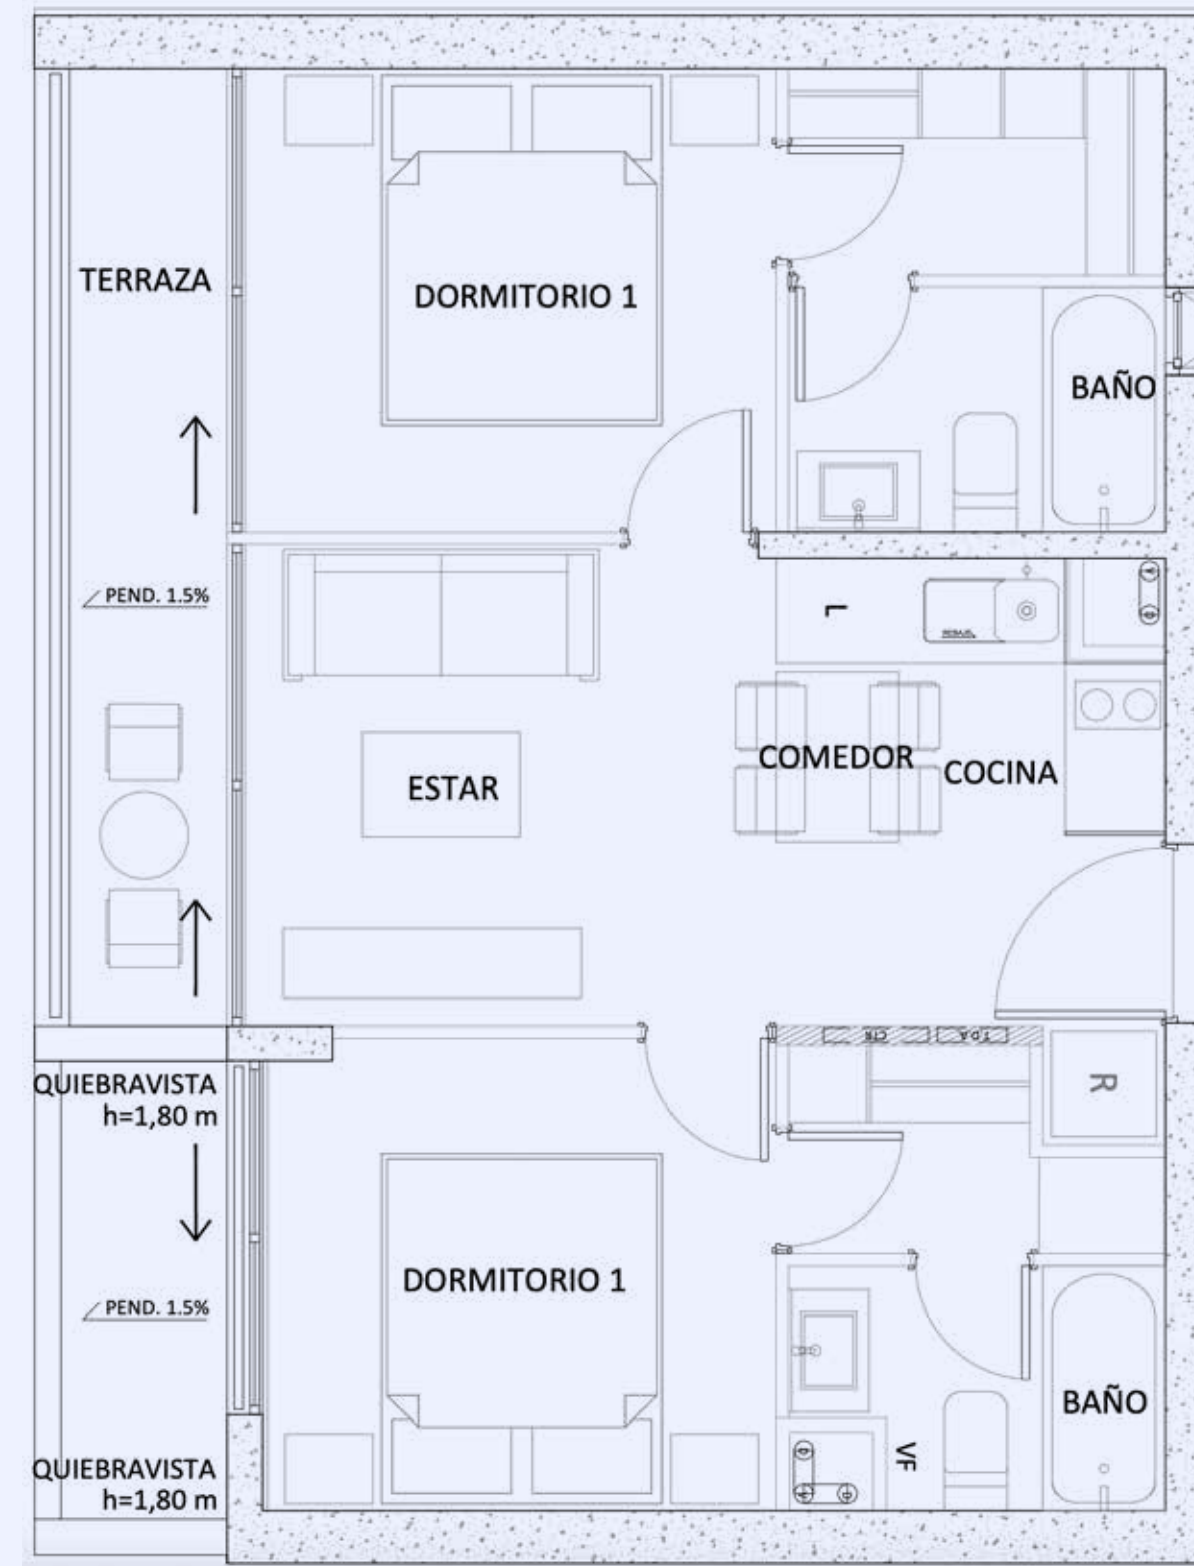 TERRAZA
DORMITORIO 1
BAÑO
PEND. 1.5%
L
ESTAR
COMEDOR
COCINA
R
QUIEBRAVISTA
h=1,80 m
DORMITORIO 1
PEND. 1.5%
BAÑO
VF
QUIEBRAVISTA
h=1,80 m